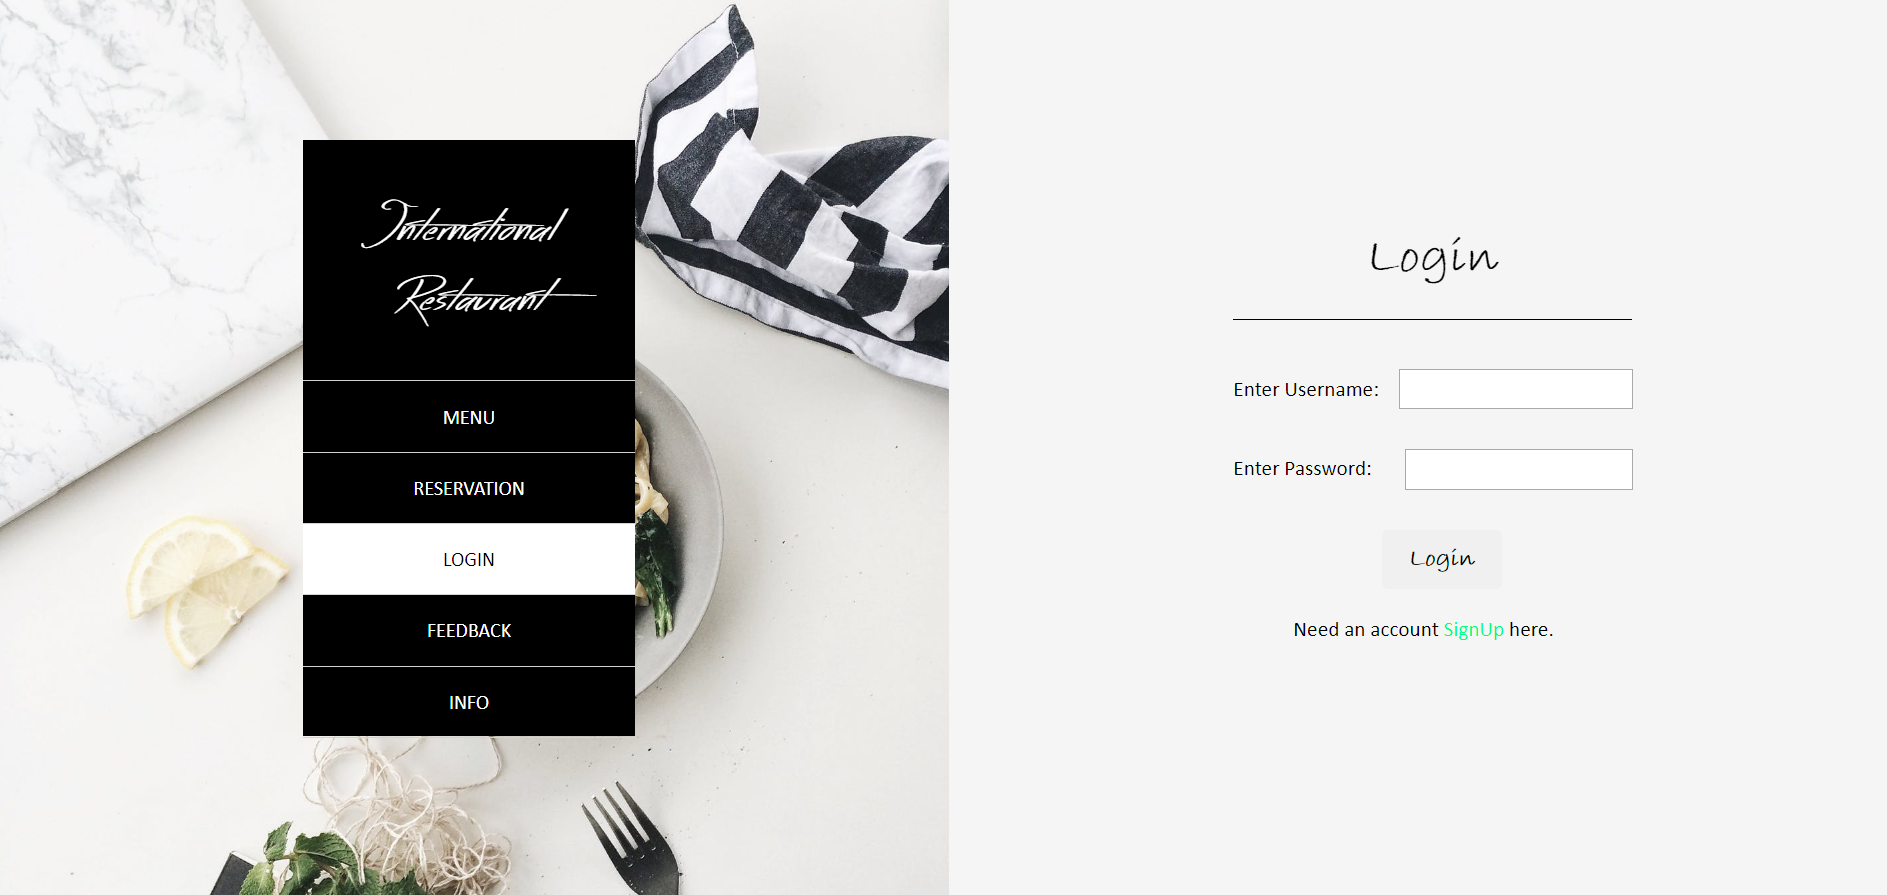 International
Restaurant
MENU
RESERVATION
LOGIN
FEEDBACK
INFO
Login
Enter Username:
Enter Password:
Login
Need an account SignUp here.